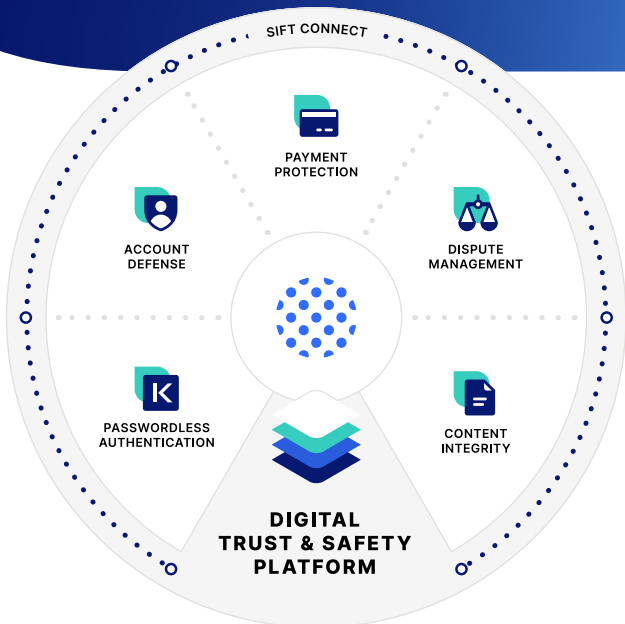 SIFT CONNECT
PAYMENT
PROTECTION
ACCOUNT
DEFENSE
DISPUTE
MANAGEMENT
PASSWORDLESS
AUTHENTICATION
CONTENT
INTEGRITY
DIGITAL
TRUST & SAFETY
PLATFORM